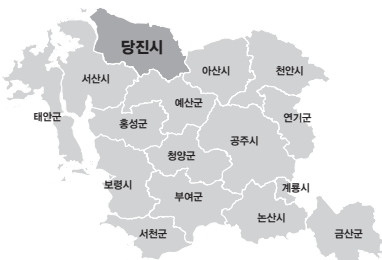 당진시
서산시
아산시
천안시
예산군
태안군
홍성군
연기군
공주시
청양군
보령시
부여군
계룡시
논산시
서천군
금산군